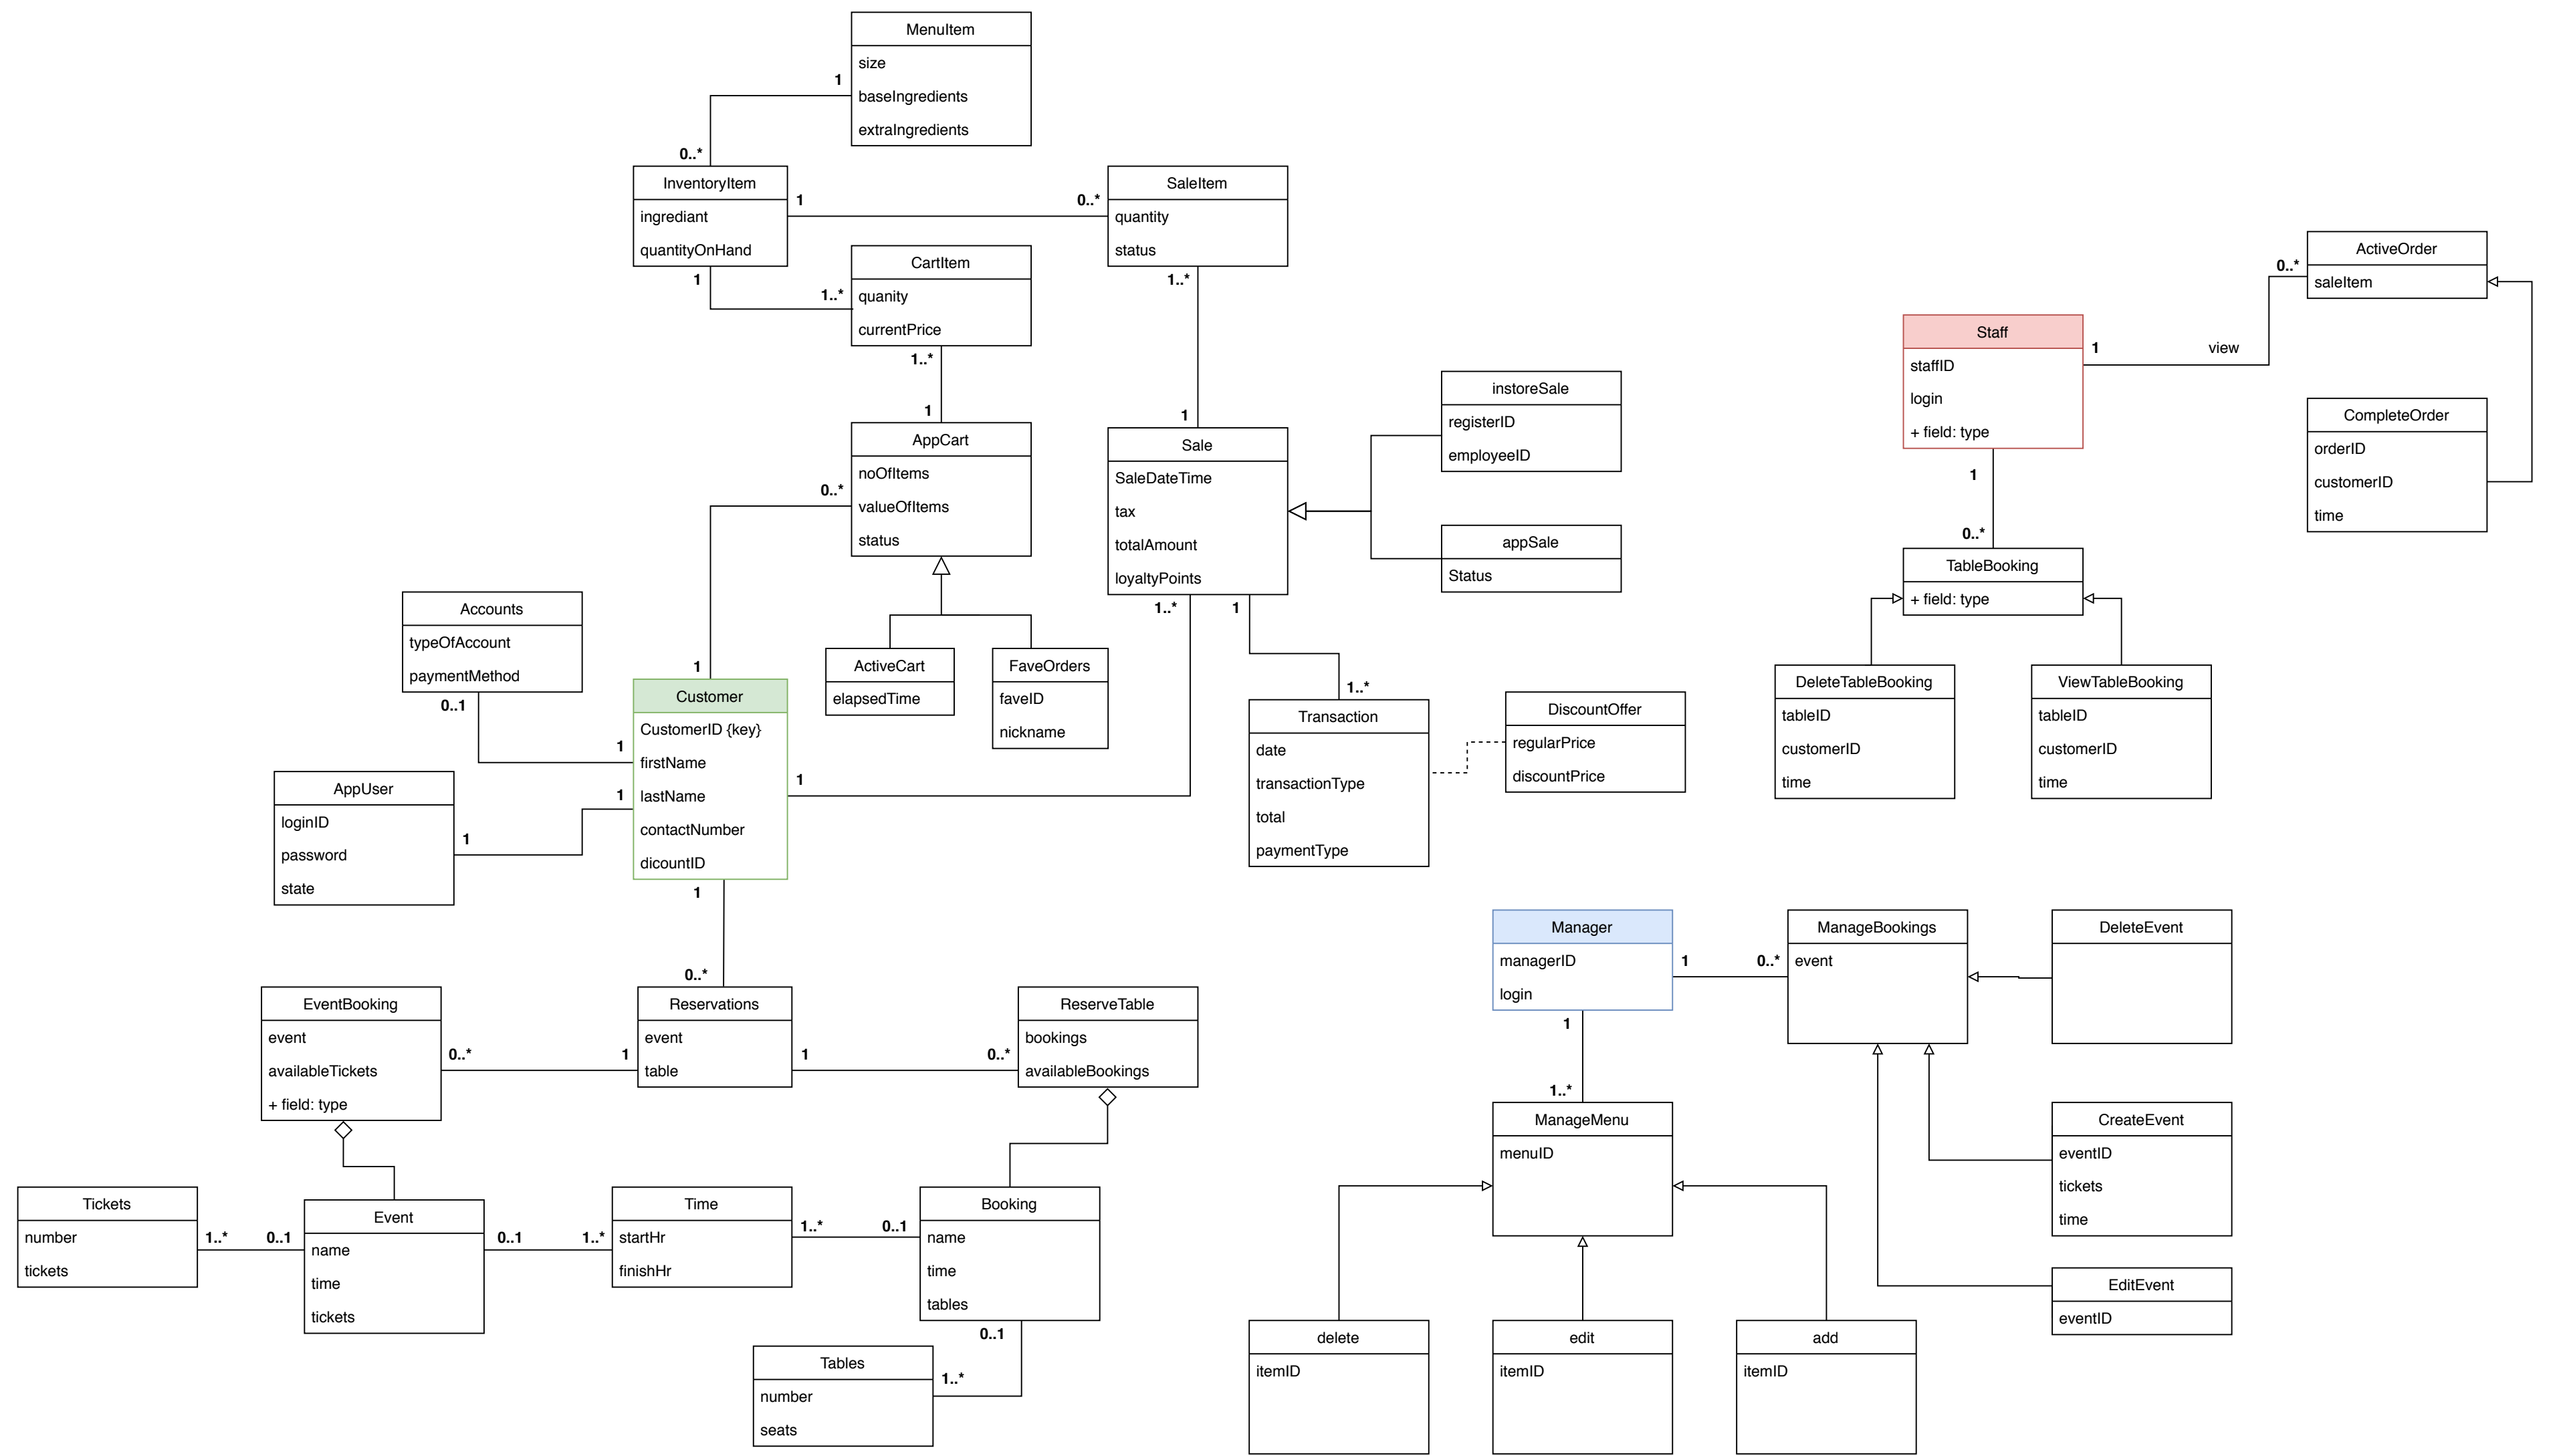 MenuItem
size
baseIngredients
extraIngredients
1
0..*
InventoryItem
ingrediant
quantityOnHand
1
0..*
SaleItem
quantity
status
1
1..*
CartItem
quanity
currentPrice
1..*
1
1..*
1
AppCart
noOfItems
valueOfItems
status
0..*
1
Sale
SaleDateTime
tax
totalAmount
loyaltyPoints
1..*
1
instoreSale
registerID
employeeID
appSale
Status
ActiveCart
elapsedTime
FaveOrders
faveID
nickname
Accounts
typeOfAccount
paymentMethod
0..1
1
AppUser
loginID
password
state
1
1
Customer
CustomerID {key}
firstName
lastName
contactNumber
dicountID
1
1
0..*
1..*
Transaction
date
transactionType
total
paymentType
DiscountOffer
regularPrice
discountPrice
EventBooking
event
availableTickets
+ field: type
0..*
1
Reservations
event
table
1
0..*
ReserveTable
bookings
availableBookings
Tickets
number
tickets
1..*
0..1
Event
name
time
tickets
0..1
1..*
Time
startHr
finishHr
1..*
0..1
Booking
name
time
tables
0..1
1..*
Tables
number
seats
ActiveOrder
saleItem
0..*
view
1
Staff
staffID
login
+ field: type
1
0..*
CompleteOrder
orderID
customerID
time
TableBooking
+ field: type
DeleteTableBooking
tableID
customerID
time
ViewTableBooking
tableID
customerID
time
Manager
managerID
login
1
0..*
ManageBookings
event
DeleteEvent
1
1..*
ManageMenu
menuID
CreateEvent
eventID
tickets
time
EditEvent
eventID
delete
itemID
edit
itemID
add
itemID